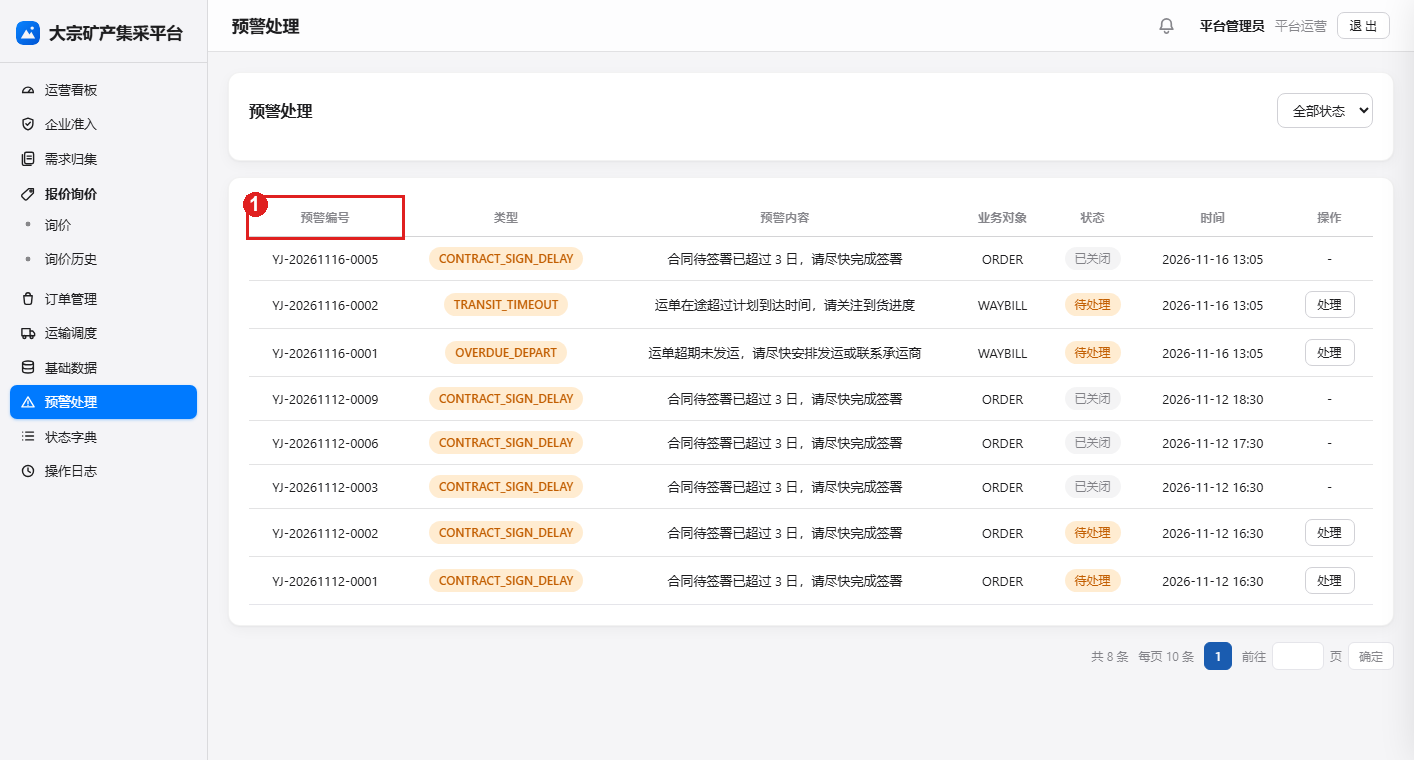 大宗矿产集采平台
预警处理
平台管理员 平台运营 退 出
运营看板
企业准入
需求归集
报价询价
询价
询价历史
订单管理
运输调度
基础数据
预警处理
状态字典
操作日志
预警处理 全部状态
1
预警编号 类型 预警内容 业务对象 状态 时间 操作
YJ-20261116-0005 CONTRACT_SIGN_DELAY 合同待签署已超过 3 日，请尽快完成签署 ORDER 已关闭 2026-11-16 13:05 -
YJ-20261116-0002 TRANSIT_TIMEOUT 运单在途超过计划到达时间，请关注到货进度 WAYBILL 待处理 2026-11-16 13:05 处理
YJ-20261116-0001 OVERDUE_DEPART 运单超期未发运，请尽快安排发运或联系承运商 WAYBILL 待处理 2026-11-16 13:05 处理
YJ-20261112-0009 CONTRACT_SIGN_DELAY 合同待签署已超过 3 日，请尽快完成签署 ORDER 已关闭 2026-11-12 18:30 -
YJ-20261112-0006 CONTRACT_SIGN_DELAY 合同待签署已超过 3 日，请尽快完成签署 ORDER 已关闭 2026-11-12 17:30 -
YJ-20261112-0003 CONTRACT_SIGN_DELAY 合同待签署已超过 3 日，请尽快完成签署 ORDER 已关闭 2026-11-12 16:30 -
YJ-20261112-0002 CONTRACT_SIGN_DELAY 合同待签署已超过 3 日，请尽快完成签署 ORDER 待处理 2026-11-12 16:30 处理
YJ-20261112-0001 CONTRACT_SIGN_DELAY 合同待签署已超过 3 日，请尽快完成签署 ORDER 待处理 2026-11-12 16:30 处理
共 8 条 每页 10 条 1 前往 页 确定